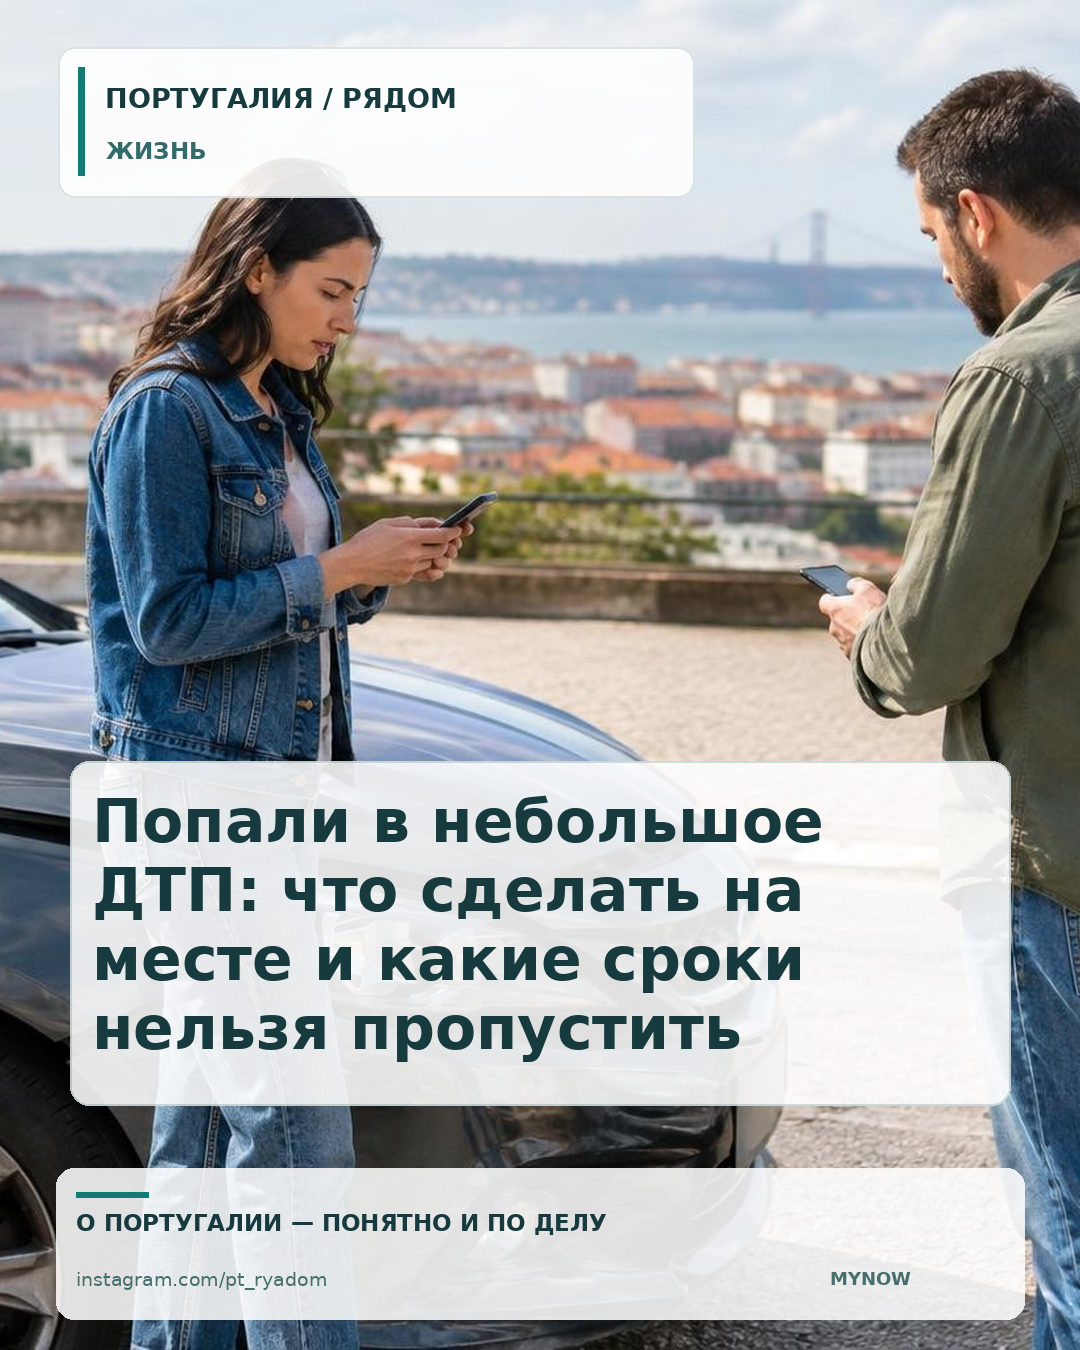 ПОРТУГАЛИЯ / РЯДОМ
ЖИЗНЬ
Попали в небольшое
ДТП: что сделать на
месте и какие сроки
нельзя пропустить
О ПОРТУГАЛИИ — ПОНЯТНО И ПО ДЕЛУ
instagram.com/pt_ryadom
MYNOW